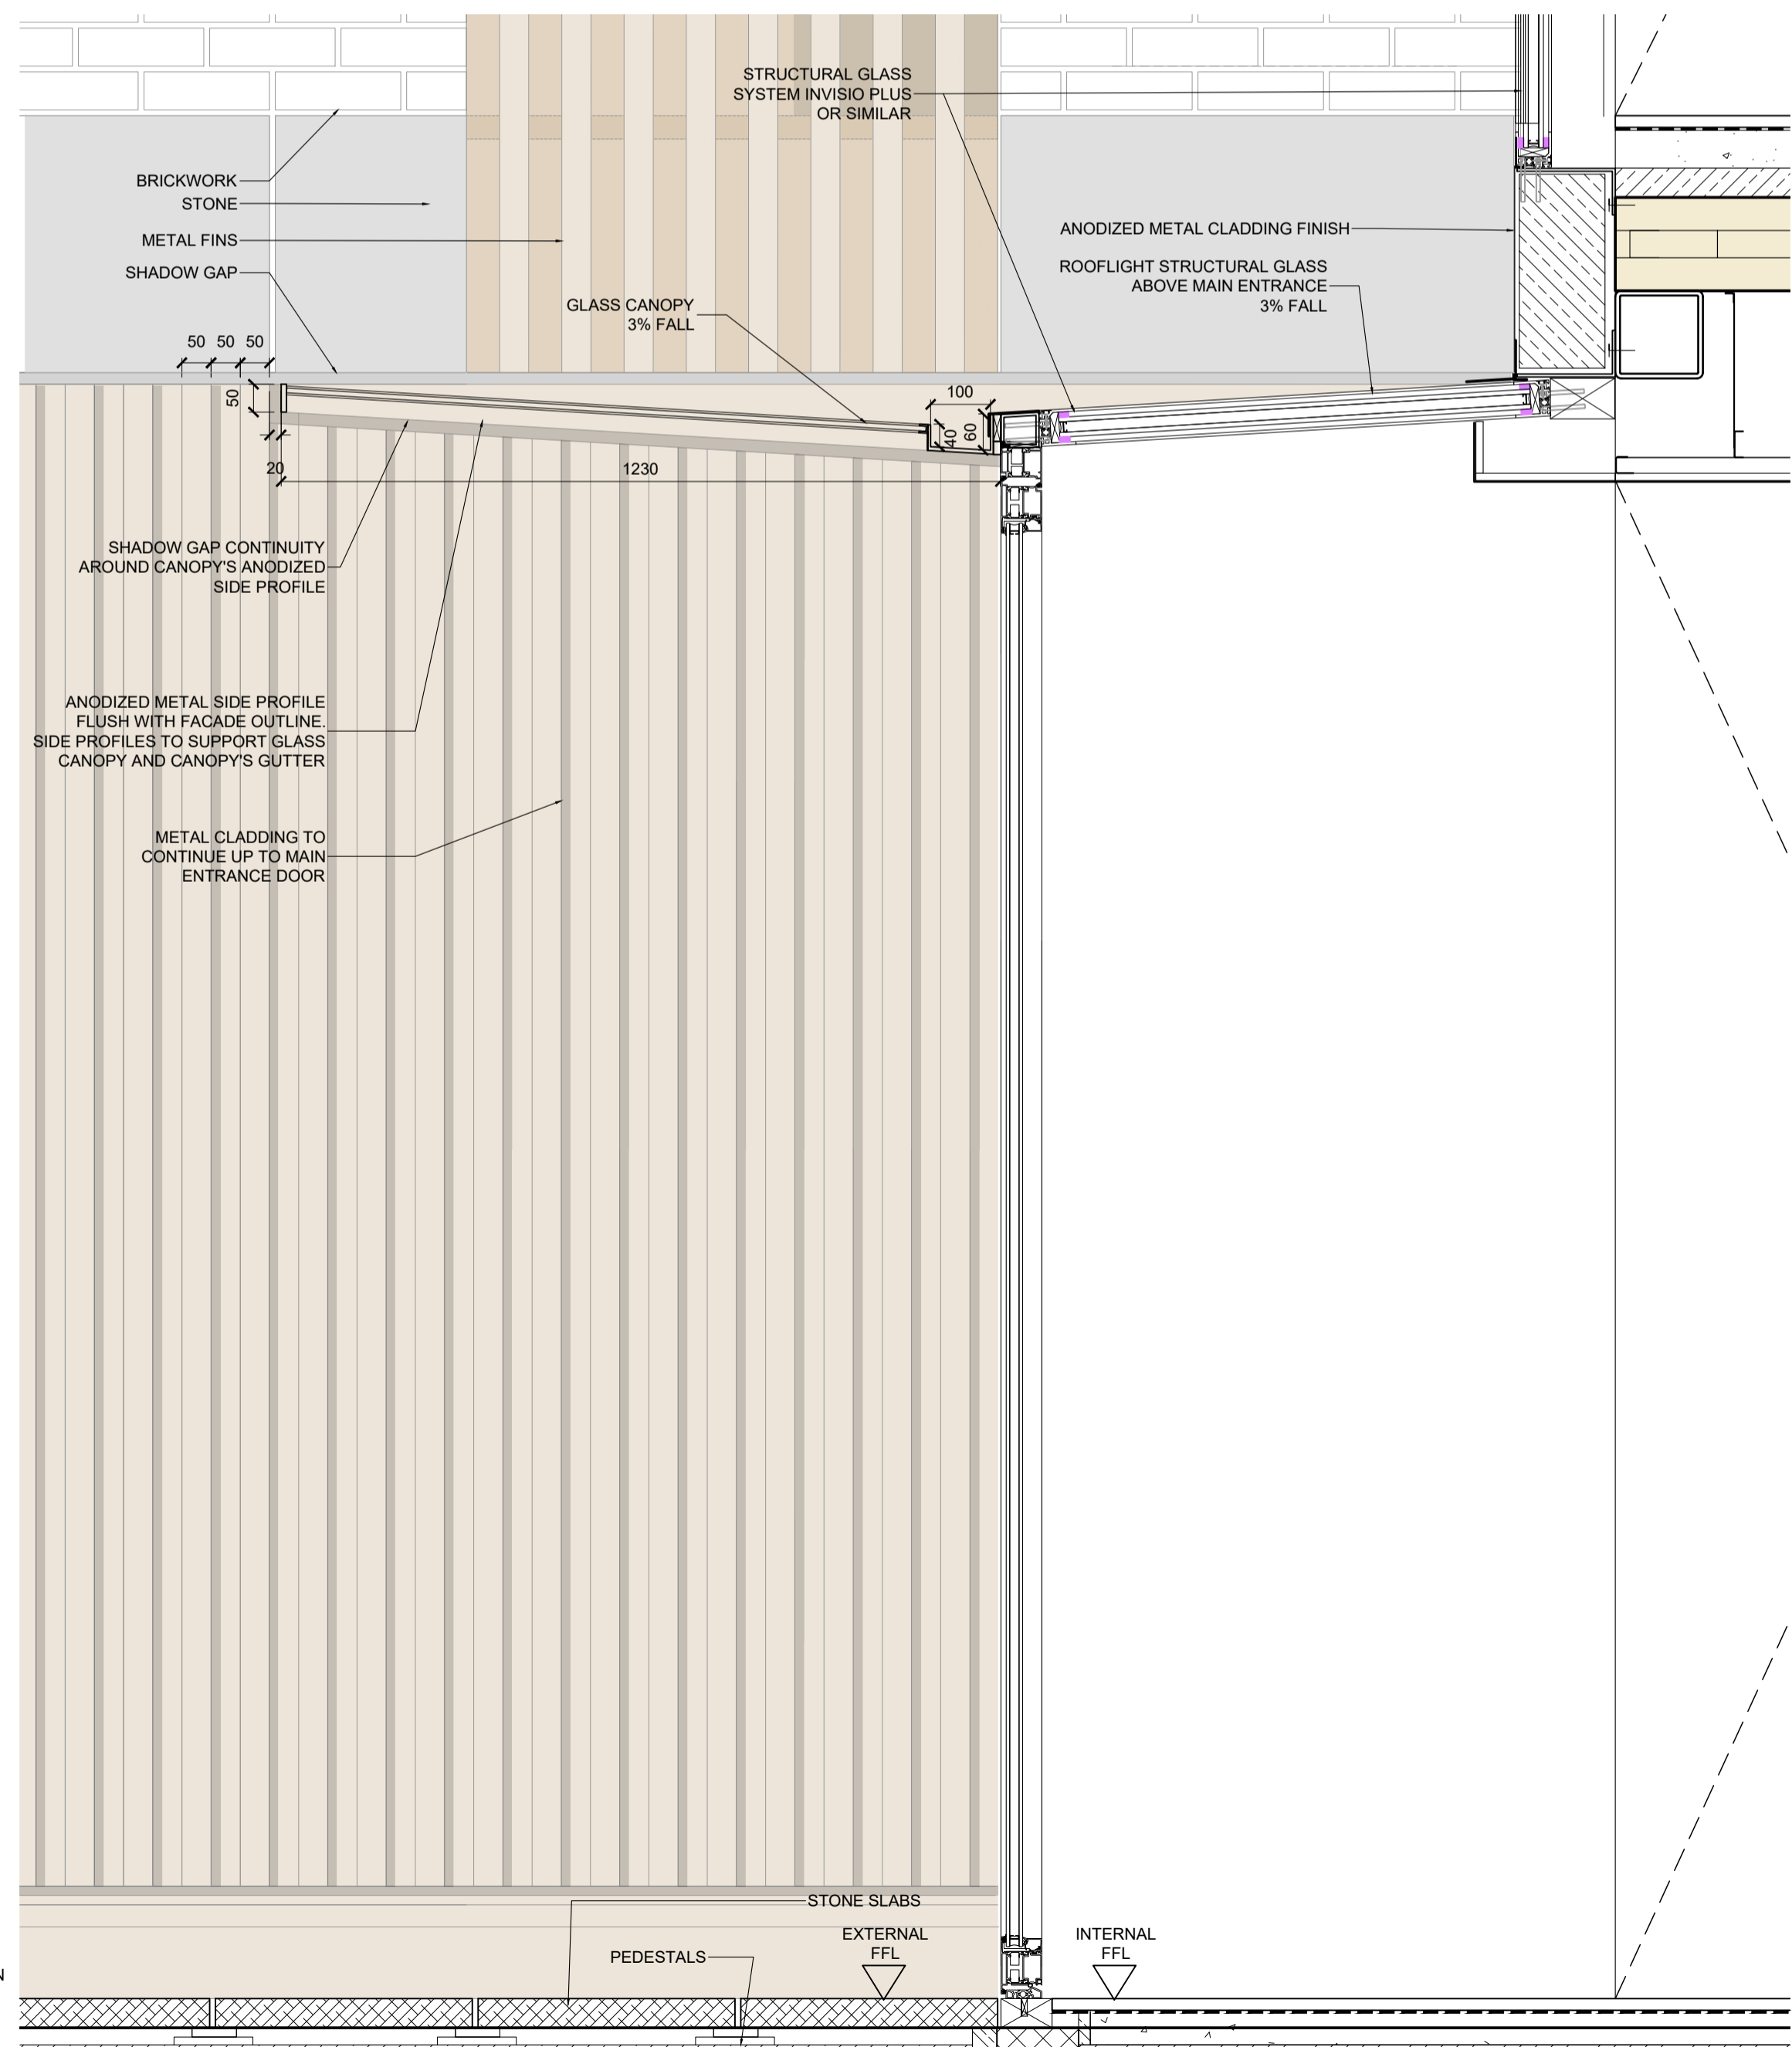 STRUCTURAL GLASS
SYSTEM INVISIO PLUS
OR SIMILAR
BRICKWORK
STONE
METAL FINS
SHADOW GAP
ANODIZED METAL CLADDING FINISH
ROOFLIGHT STRUCTURAL GLASS
ABOVE MAIN ENTRANCE
3% FALL
GLASS CANOPY
3% FALL
50 50 50
50
100
40
60
20
1230
SHADOW GAP CONTINUITY
AROUND CANOPY'S ANODIZED
SIDE PROFILE
ANODIZED METAL SIDE PROFILE
FLUSH WITH FACADE OUTLINE.
SIDE PROFILES TO SUPPORT GLASS
CANOPY AND CANOPY'S GUTTER
METAL CLADDING TO
CONTINUE UP TO MAIN
ENTRANCE DOOR
STONE SLABS
EXTERNAL
FFL
INTERNAL
FFL
PEDESTALS